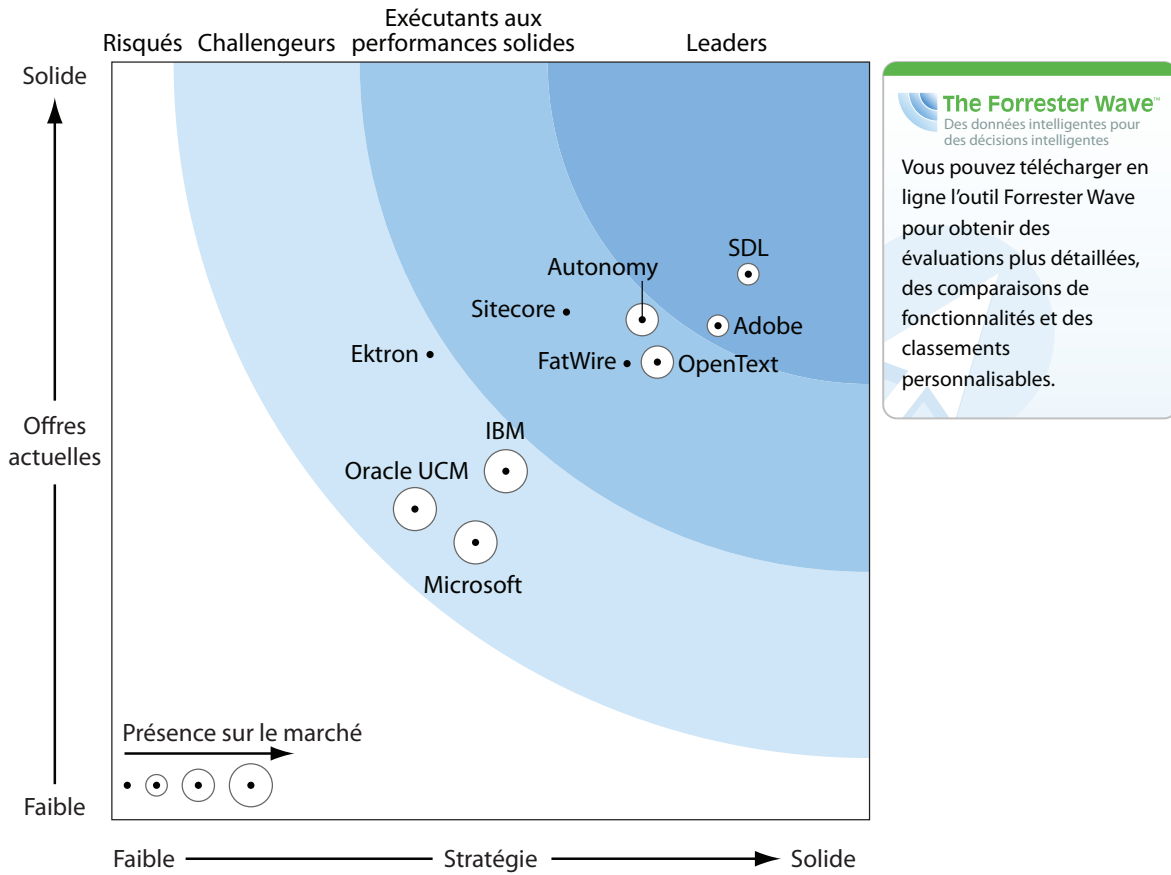 Exécutants aux
Risqués Challengeurs performances solides Leaders
Solide
The Forrester Wave™
Des données intelligentes pour
des décisions intelligentes
Vous pouvez télécharger en
ligne l’outil Forrester Wave
pour obtenir des
évaluations plus détaillées,
des comparaisons de
fonctionnalités et des
classements
personnalisables.
SDL
Autonomy
Sitecore
Adobe
Ektron
FatWire
OpenText
Offres
actuelles
IBM
Oracle UCM
Microsoft
Présence sur le marché
Faible
Faible Stratégie Solide